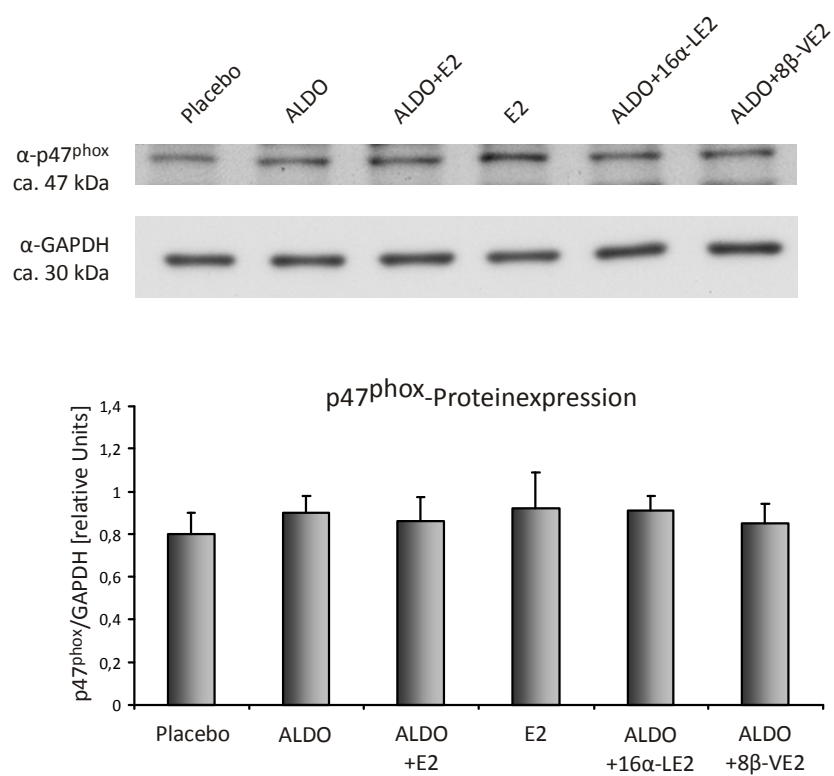 Placebo ALDO ALDO+E2 E2 ALDO+16α-LE2 ALDO+8β-VE2
α-p47phox
ca. 47 kDa
α-GAPDH
ca. 30 kDa
p47phox-Proteinexpression
p47phox/GAPDH [relative Units]
1,4
1,2
1
0,8
0,6
0,4
0,2
0
Placebo ALDO ALDO E2 ALDO ALDO
+E2 +16α-LE2 +8β-VE2